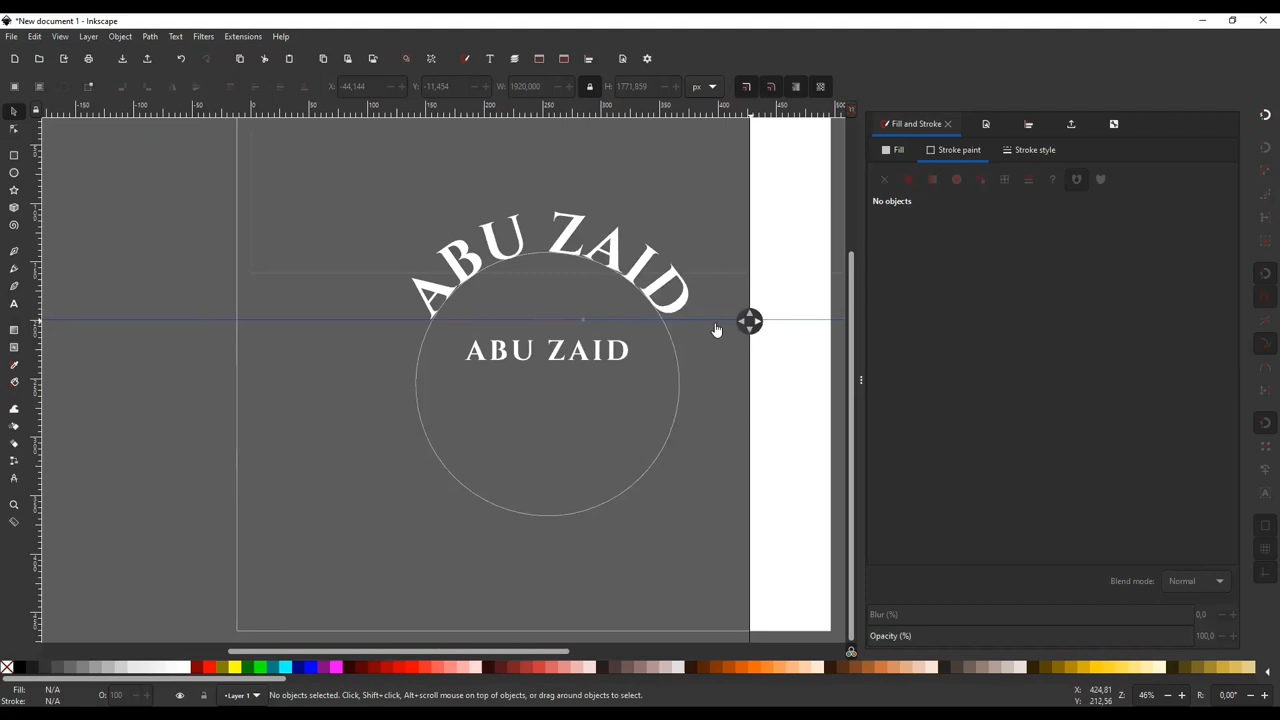 *New document 1 - Inkscape
File Edit View Layer Object Path Text Filters Extensions Help
X: -44,144 Y: -11,454 W: 1920,000 H: 1771,859 px
Fill and Stroke
Fill Stroke paint Stroke style
No objects
ABU ZAID
ABU ZAID
Blend mode: Normal
Blur (%) 0,0
Opacity (%) 100,0
Fill: N/A
Stroke: N/A
O: 100
Layer 1
No objects selected. Click, Shift+click, Alt+scroll mouse on top of objects, or drag around objects to select.
X: 424,81
Y: 212,56
Z: 46%
R: 0,00°